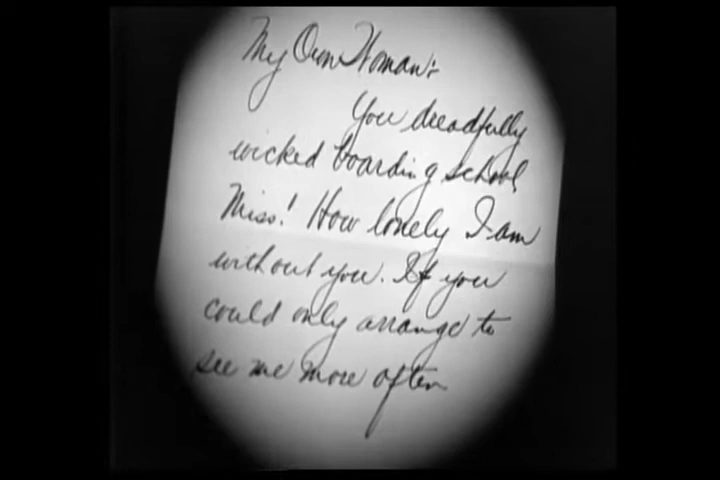 My Own Woman:
You dreadfully
wicked boarding school
Miss! How lonely I am
without you. If you
could only arrange to
see me more often